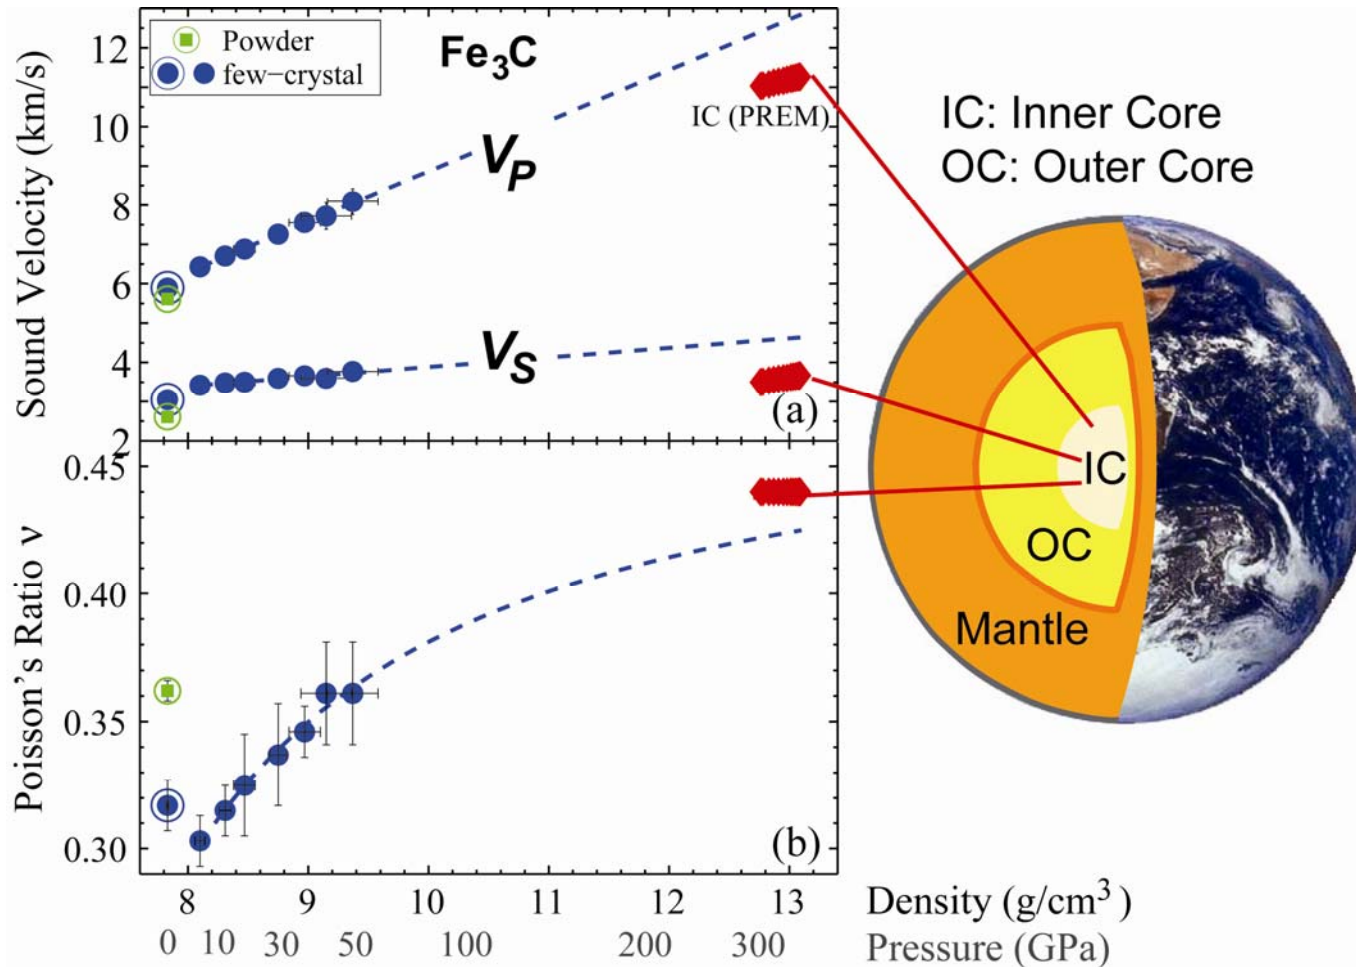 Powder
few-crystal
Fe₃C
V_P
V_S
IC (PREM)
(a)
Sound Velocity (km/s)
12
10
8
6
4
2
0.45
0.40
0.35
0.30
Poisson's Ratio ν
(b)
8 9 10 11 12 13
Density (g/cm³)
0 10 30 50 100 200 300
Pressure (GPa)
IC: Inner Core
OC: Outer Core
IC
OC
Mantle